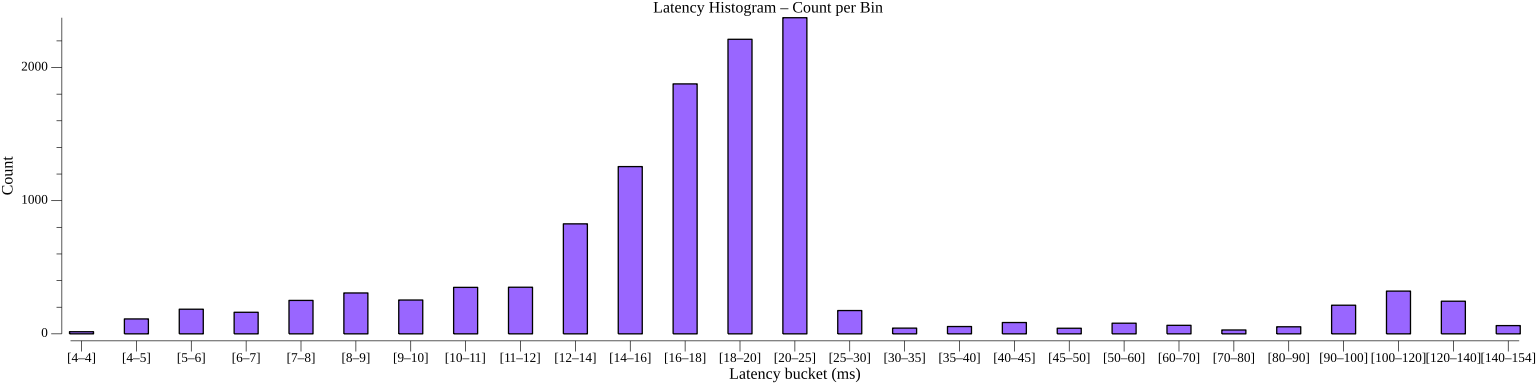 Latency Histogram – Count per Bin
Count
2000
1000
0
[4–4] [4–5] [5–6] [6–7] [7–8] [8–9] [9–10] [10–11] [11–12] [12–14] [14–16] [16–18] [18–20] [20–25] [25–30] [30–35] [35–40] [40–45] [45–50] [50–60] [60–70] [70–80] [80–90] [90–100] [100–120] [120–140] [140–154]
Latency bucket (ms)